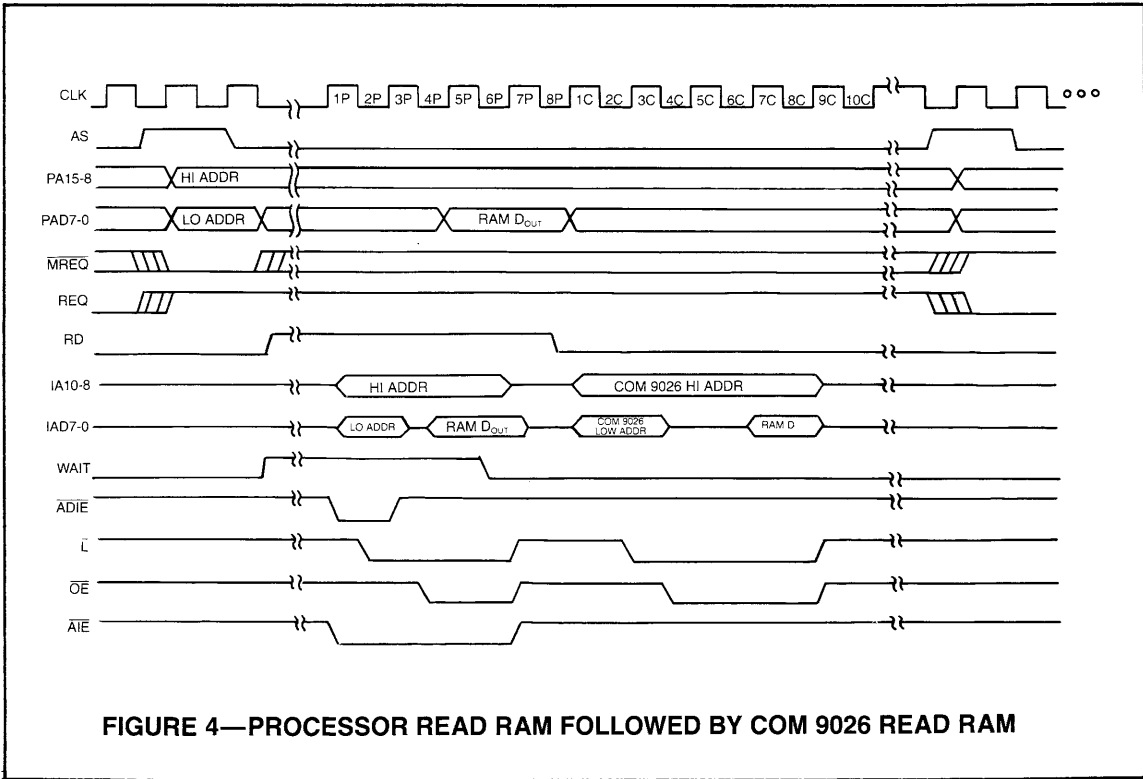 CLK 1P 2P 3P 4P 5P 6P 7P 8P 1C 2C 3C 4C 5C 6C 7C 8C 9C 10C
AS
PA15-8 HI ADDR
PAD7-0 LO ADDR RAM DOUT
MREQ
REQ
RD
IA10-8 HI ADDR COM 9026 HI ADDR
IAD7-0 LO ADDR RAM DOUT COM 9026 LOW ADDR RAM D
WAIT
ADIE
L
OE
AIE
FIGURE 4—PROCESSOR READ RAM FOLLOWED BY COM 9026 READ RAM